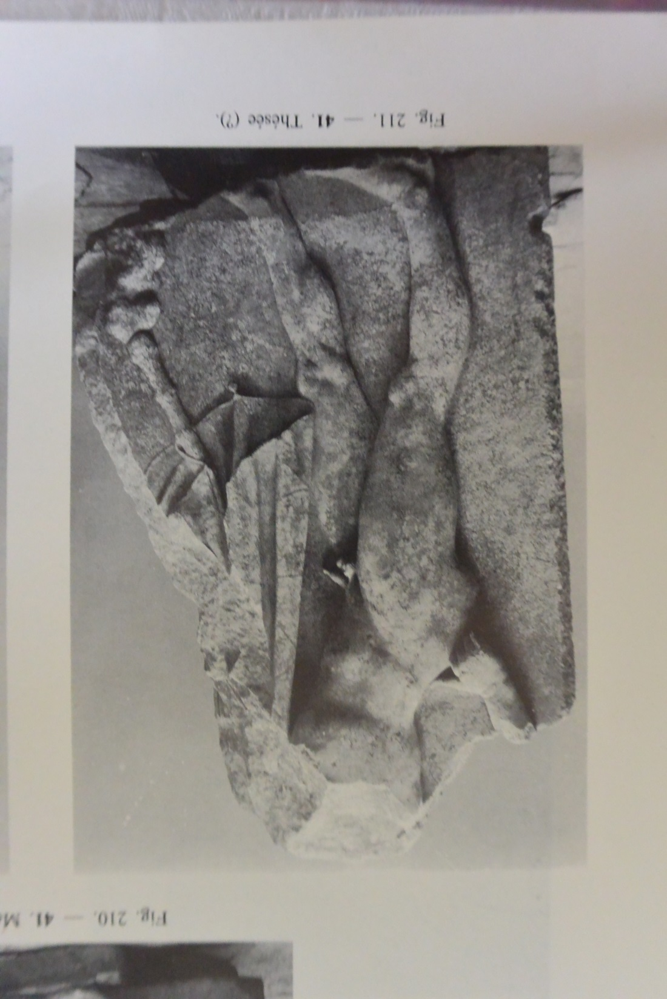 Fig. 210. — 41.
Fig. 211. — 41. Thésée (?).